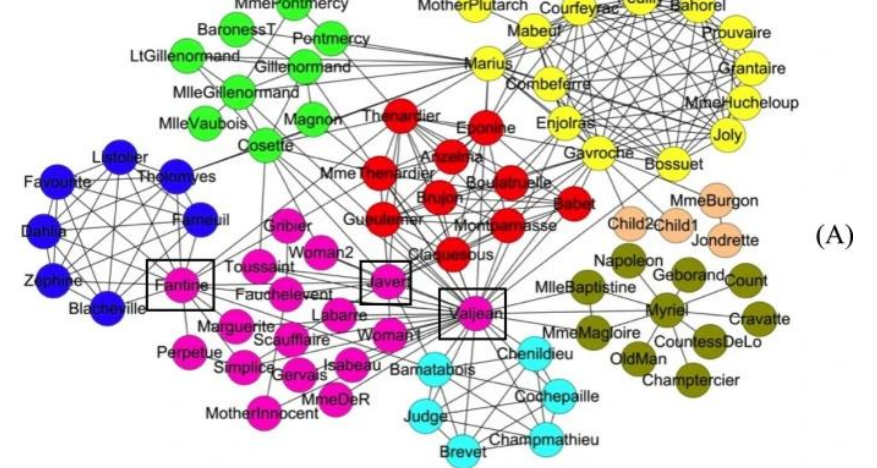 MmePontmercy
MotherPlutarch
Courfeyrac
Bahorel
BaronessT
Pontmercy
Mabeuf
Prouvaire
LtGillenormand
Gillenormand
Marius
Combeferre
Grantaire
MlleGillenormand
MmeHucheloup
MlleVaubois
Magnon
Thenardier
Eponine
Enjolras
Joly
Cosette
Gavroche
Bossuet
Listolier
Anzelma
Favourite
Tholomyes
MmeThenardier
Boulatruelle
Brujon
Babet
MmeBurgon
Dahlia
Fameuil
Gribier
Gueulemer
Montparnasse
Child2
Child1
Jondrette
(A)
Woman2
Claquesous
Napoleon
Zephine
Fantine
Toussaint
Javert
MlleBaptistine
Geborand
Count
Fauchelevent
Blacheville
Labarre
Valjean
Myriel
Cravatte
Marguerite
Scaufflaire
Woman1
MmeMagloire
CountessDeLo
Perpetue
Simplice
Gervais
Isabeau
Bamatabois
Chenildieu
OldMan
Champtercier
MotherInnocent
MmeDeR
Judge
Cochepaille
Brevet
Champmathieu